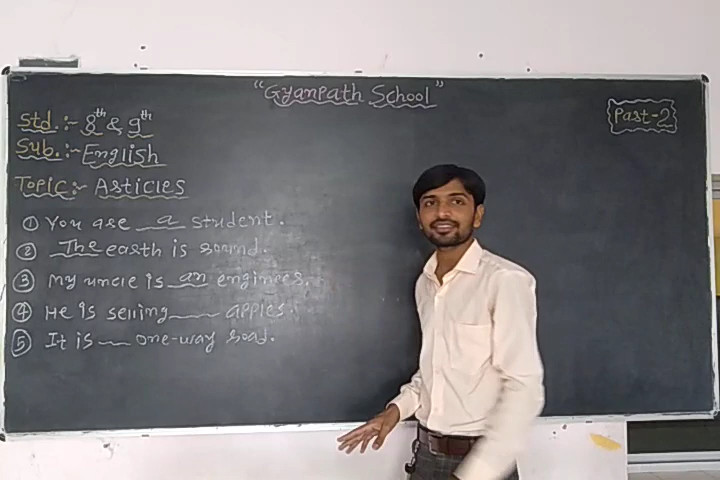 "Gyanpath School"
Part-2
Std. :- 8th & 9th
Sub. :- English
Topic :- Articles
① You are a student.
② The earth is round.
③ My uncle is an engineer.
④ He is selling ___ apples.
⑤ It is ___ one-way road.